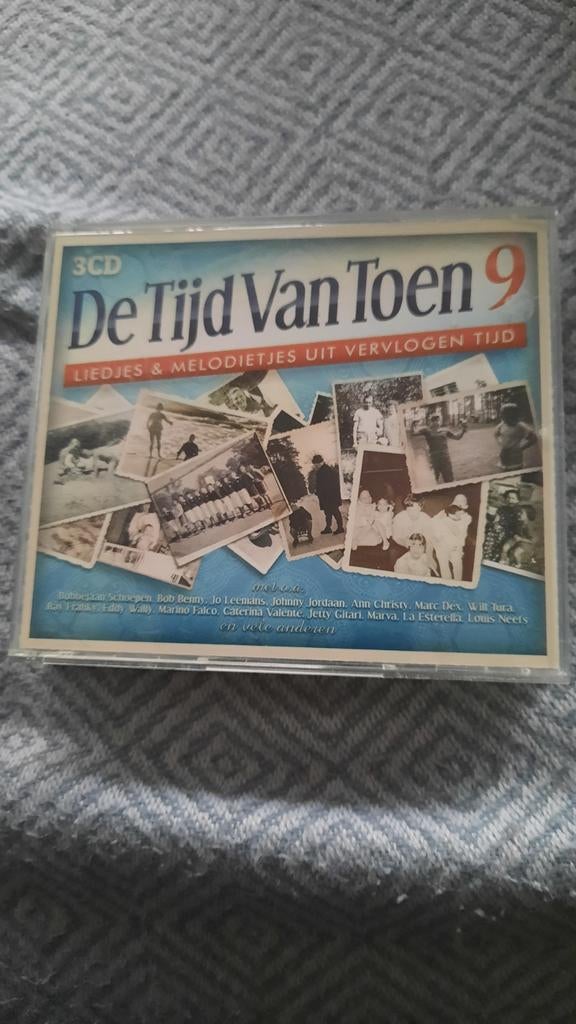 3CD
De Tijd Van Toen 9
LIEDJES & MELODIETJES UIT VERVLOGEN TIJD
met o.a.
Bobbejaan Schoepen, Bob Benny, Jo Leemans, Johnny Jordaan, Ann Christy, Marc Dex, Will Tura,
Ray Franky, Eddy Wally, Marino Falco, Caterina Valente, Jetty Gitari, Marva, La Esterella, Louis Neefs
en vele anderen